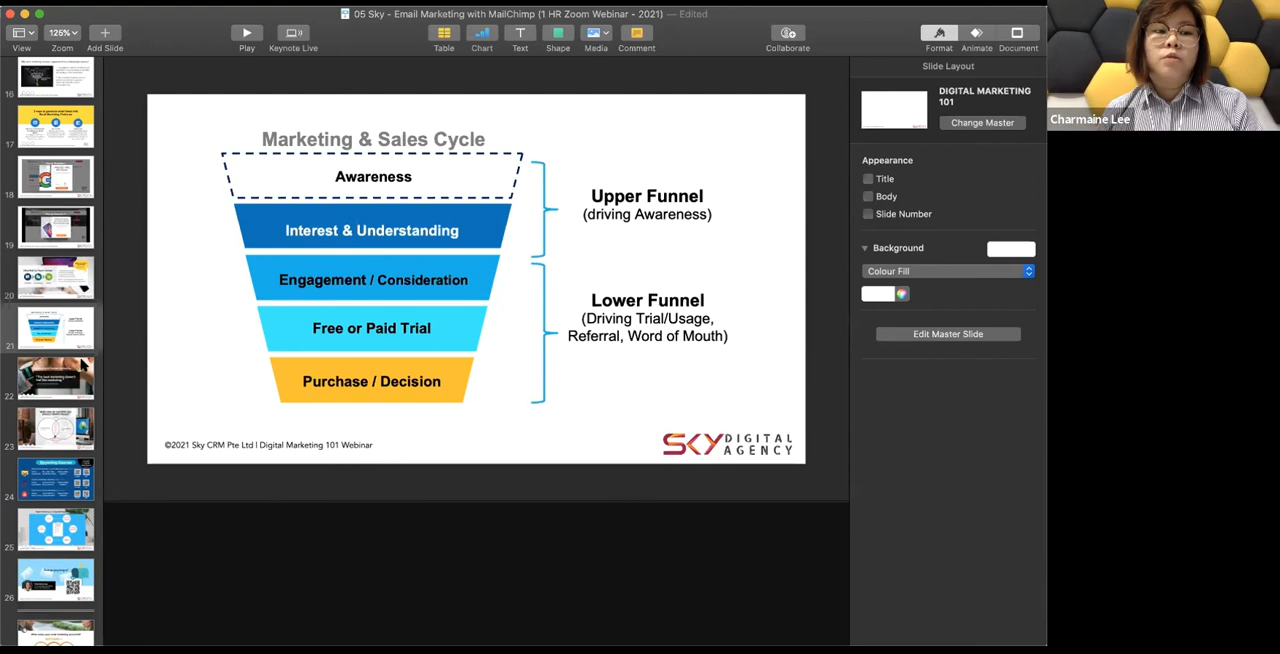 05 Sky - Email Marketing with MailChimp (1 HR Zoom Webinar - 2021) — Edited
125%
View
Zoom
Add Slide
Play
Keynote Live
Table
Chart
Text
Shape
Media
Comment
Collaborate
Format
Animate
Document
16
17
18
19
20
21
22
23
24
25
26
Marketing & Sales Cycle
Awareness
Interest & Understanding
Engagement / Consideration
Free or Paid Trial
Purchase / Decision
Upper Funnel
(driving Awareness)
Lower Funnel
(Driving Trial/Usage,
Referral, Word of Mouth)
©2021 Sky CRM Pte Ltd | Digital Marketing 101 Webinar
SKY DIGITAL
AGENCY
Slide Layout
DIGITAL MARKETING
101
Change Master
Appearance
Title
Body
Slide Number
Background
Colour Fill
Edit Master Slide
Charmaine Lee